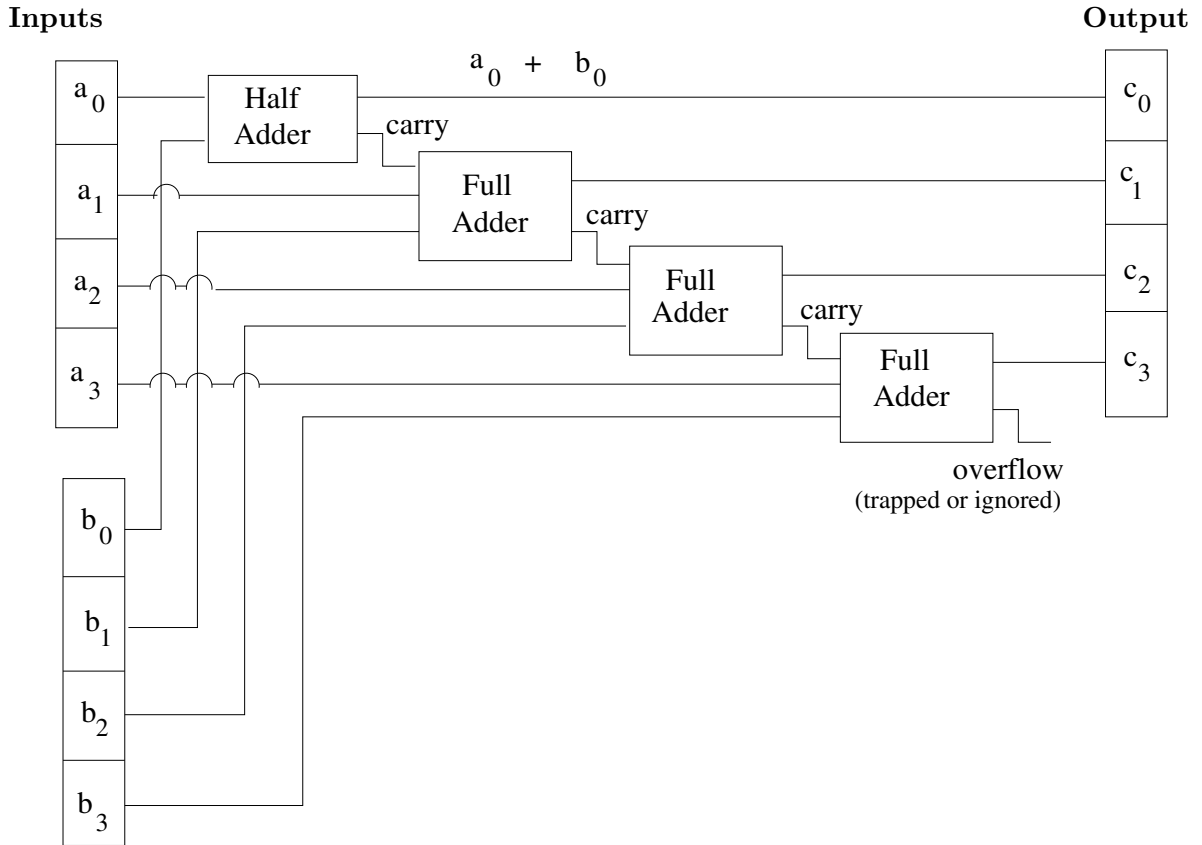 Inputs
Output
a0 + b0
a0
Half
Adder
c0
carry
a1
Full
Adder
c1
carry
a2
Full
Adder
c2
carry
a3
Full
Adder
c3
overflow
(trapped or ignored)
b0
b1
b2
b3